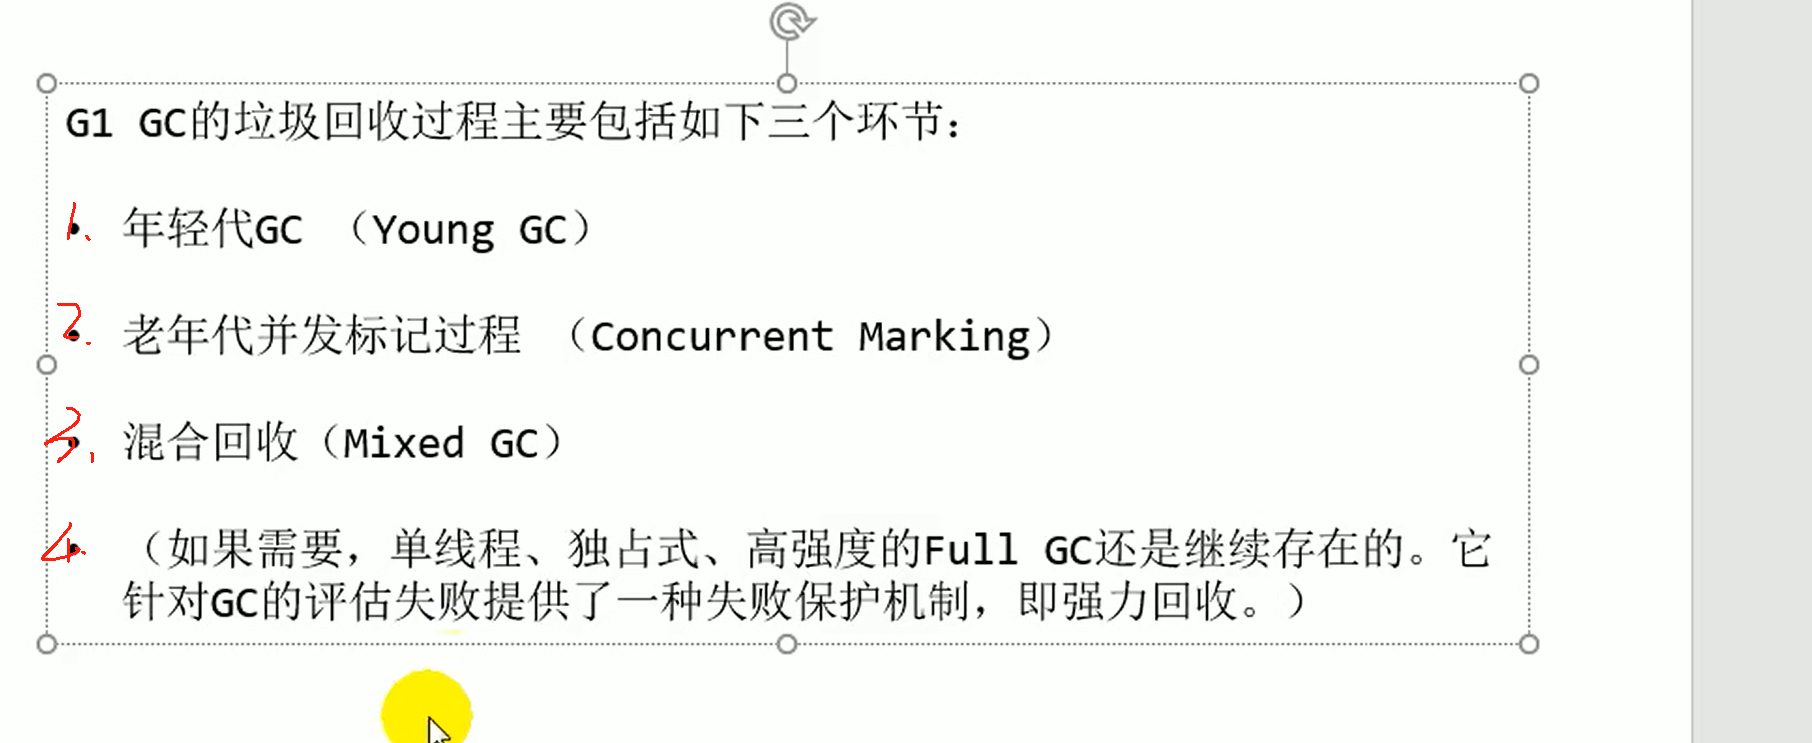 G1 GC的垃圾回收过程主要包括如下三个环节：
1. 年轻代GC （Young GC）
2. 老年代并发标记过程 （Concurrent Marking）
3. 混合回收（Mixed GC）
4. （如果需要，单线程、独占式、高强度的Full GC还是继续存在的。它
针对GC的评估失败提供了一种失败保护机制，即强力回收。）